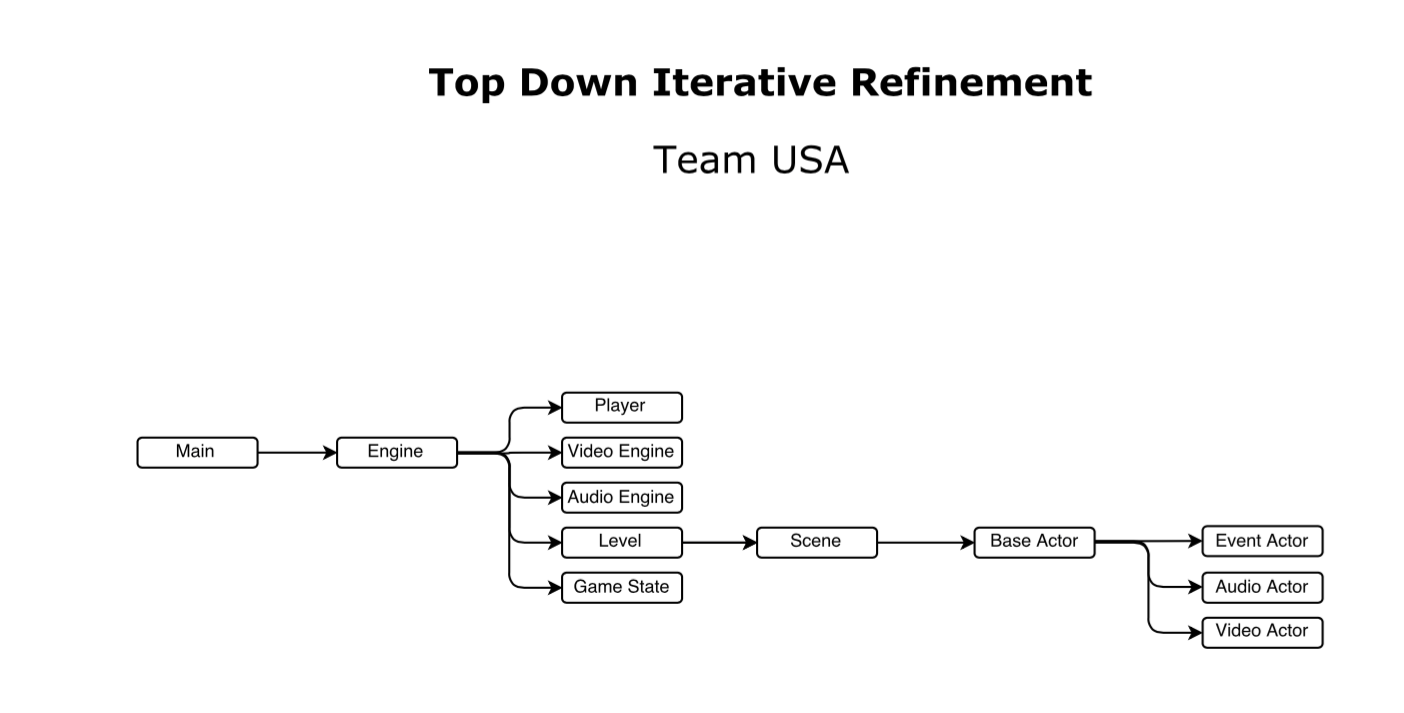 Top Down Iterative Refinement
Team USA
Main
Engine
Player
Video Engine
Audio Engine
Level
Game State
Scene
Base Actor
Event Actor
Audio Actor
Video Actor